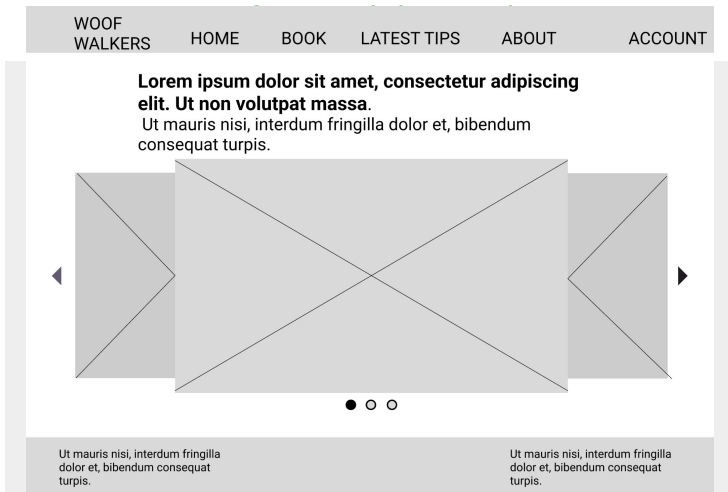 WOOF
WALKERS
HOME
BOOK
LATEST TIPS
ABOUT
ACCOUNT
Lorem ipsum dolor sit amet, consectetur adipiscing
elit. Ut non volutpat massa.
Ut mauris nisi, interdum fringilla dolor et, bibendum
consequat turpis.
Ut mauris nisi, interdum fringilla
dolor et, bibendum consequat
turpis.
Ut mauris nisi, interdum fringilla
dolor et, bibendum consequat
turpis.